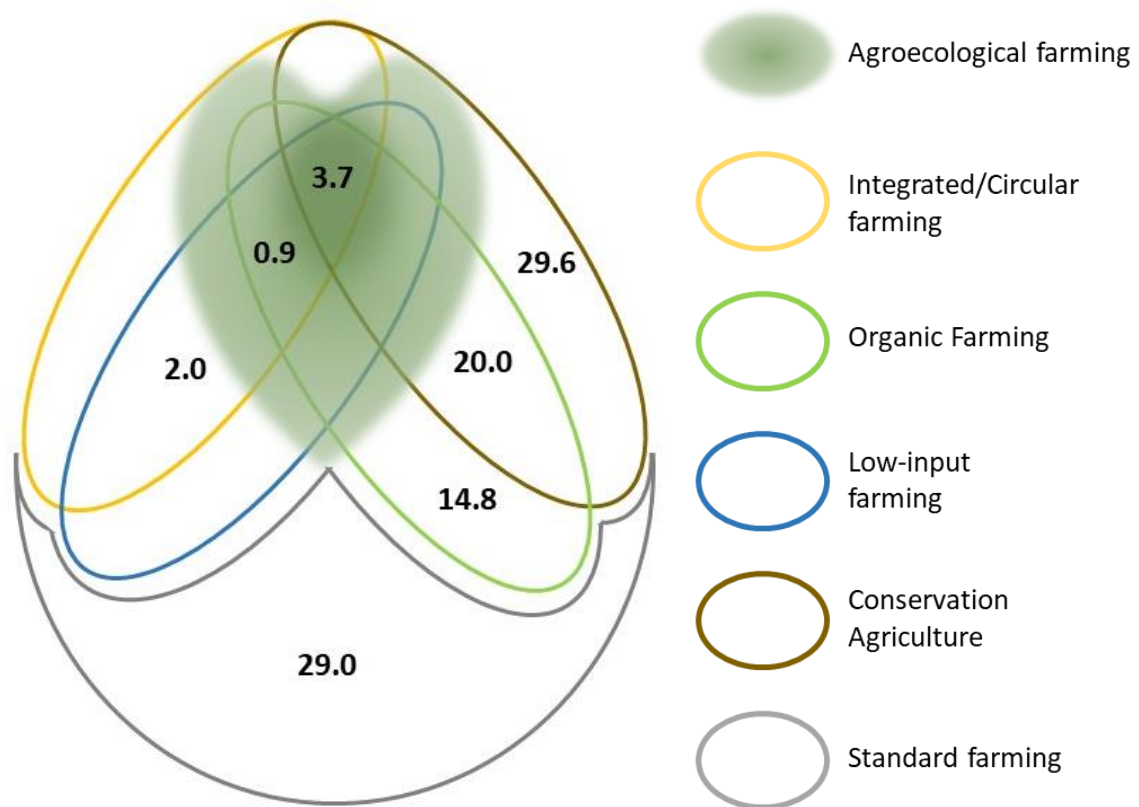 3.7
0.9
29.6
2.0
20.0
14.8
29.0
Agroecological farming
Integrated/Circular
farming
Organic Farming
Low-input
farming
Conservation
Agriculture
Standard farming